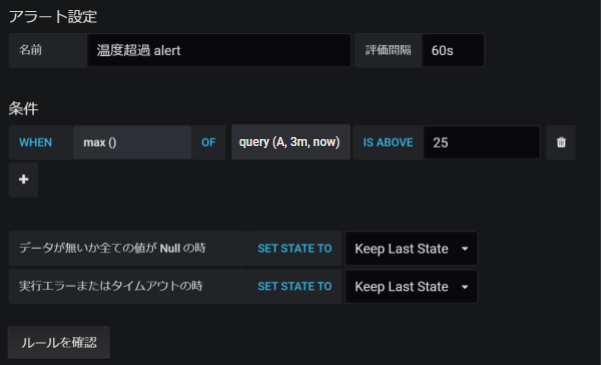 アラート設定
名前 温度超過 alert 評価間隔 60s
条件
WHEN max () OF query (A, 3m, now) IS ABOVE 25
データが無いか全ての値が Null の時 SET STATE TO Keep Last State
実行エラーまたはタイムアウトの時 SET STATE TO Keep Last State
ルールを確認